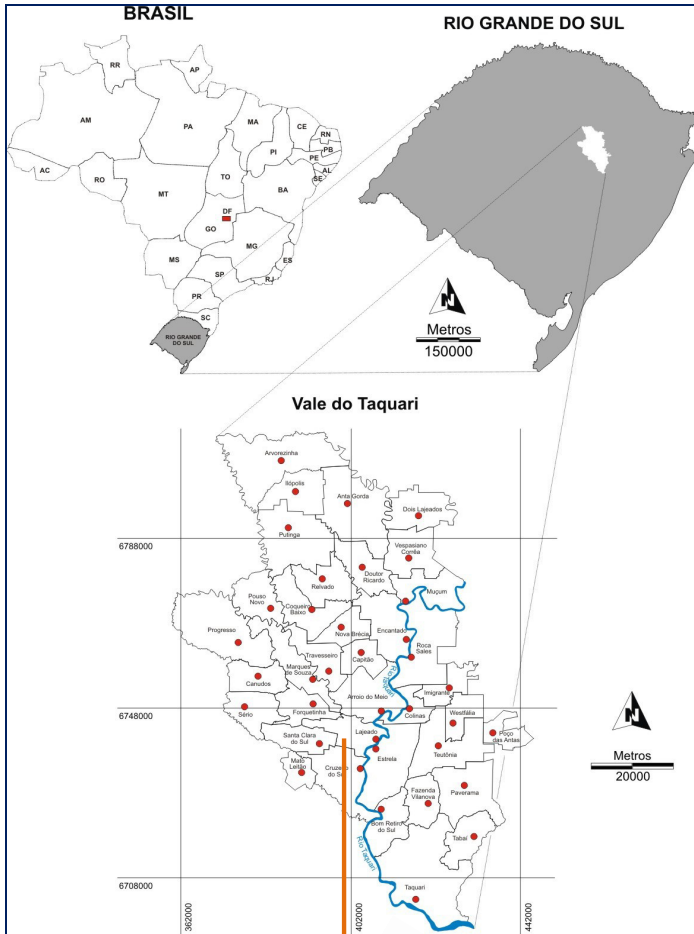 BRASIL
RIO GRANDE DO SUL
RR
AP
AM
PA
MA
CE
RN
PB
PE
AL
SE
PI
AC
RO
TO
BA
MT
DF
GO
MG
MS
ES
SP
RJ
PR
SC
RIO GRANDE
DO SUL
N
Metros
150000
Vale do Taquari
Arvorezinha
Ilópolis
Anta Gorda
Dois Lajeados
Putinga
6788000
Vespasiano
Corrêa
Doutor
Ricardo
Relvado
Muçum
Pouso
Novo
Coqueiro
Baixo
Progresso
Nova Brécia
Encantado
Roca
Sales
Travesseiro
Capitão
Marques
de Souza
Canudos
Imigrante
Rio Taquari
Arroio do Meio
6748000
Sério
Forquetinha
Colinas
Westfália
Poço
das Antas
Santa Clara
do Sul
Lajeado
Estrela
Teutônia
Mato
Leitão
Cruzeiro
do Sul
N
Metros
20000
Fazenda
Vilanova
Paverama
Bom Retiro
do Sul
Tabaí
Rio Taquari
6708000
Taquari
362000
402000
442000